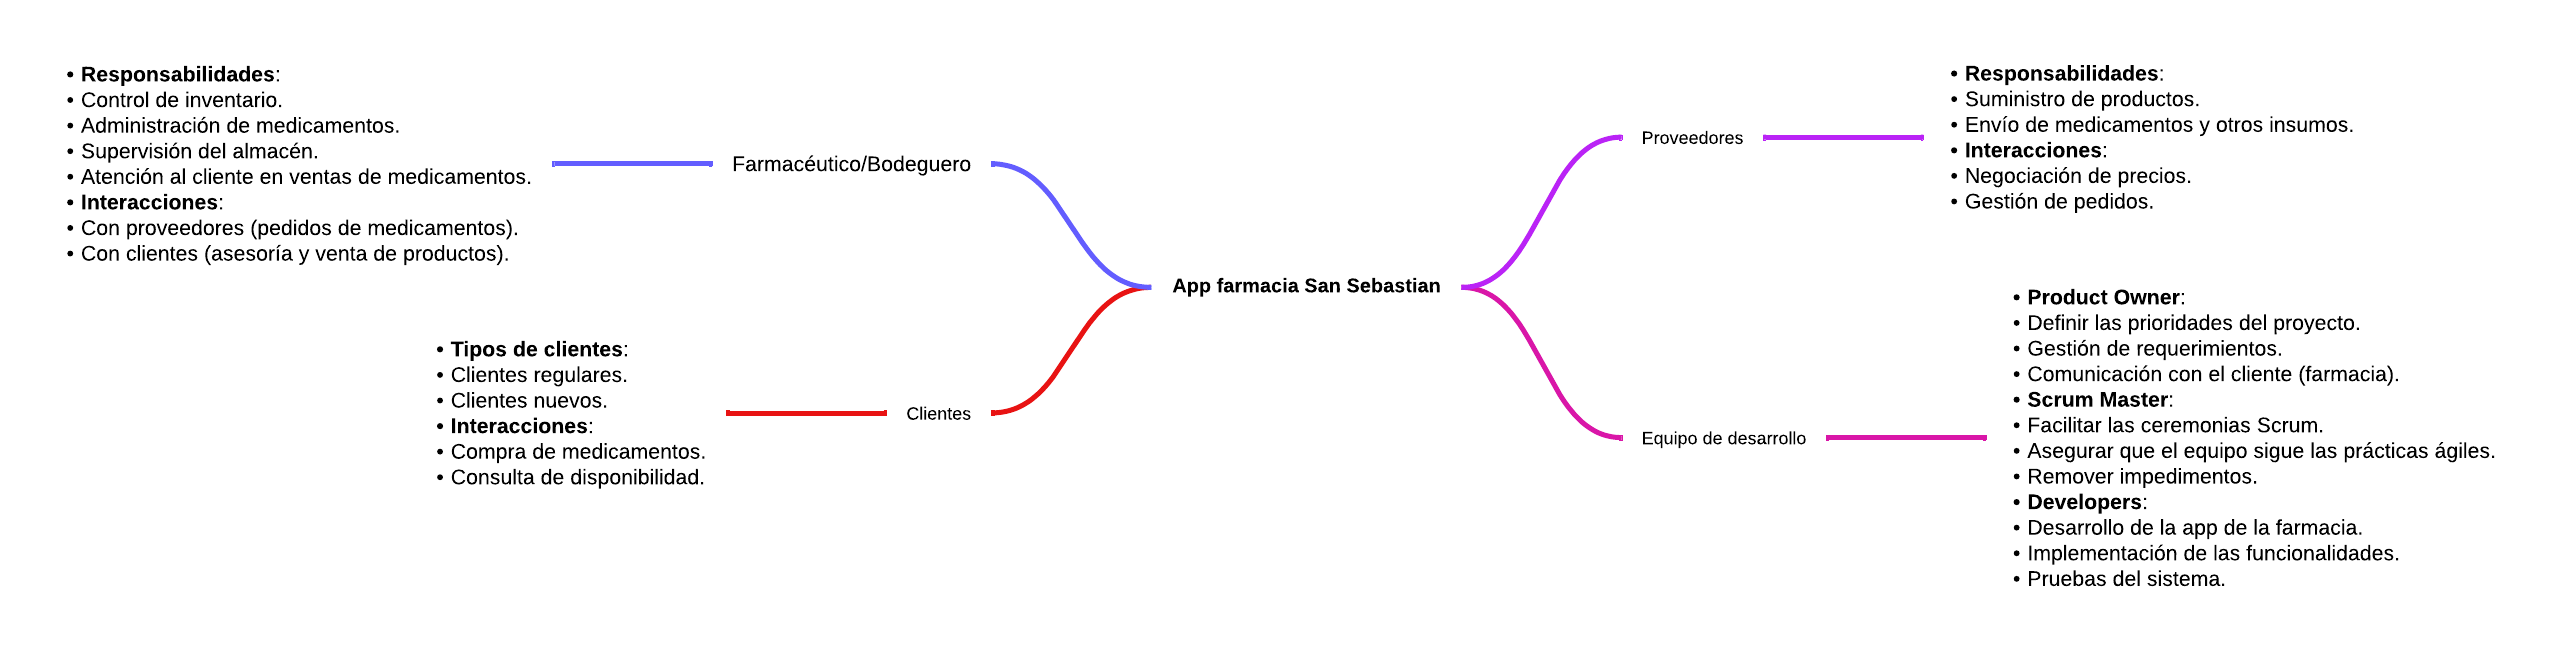 • Responsabilidades:
• Control de inventario.
• Administración de medicamentos.
• Supervisión del almacén.
• Atención al cliente en ventas de medicamentos.
• Interacciones:
• Con proveedores (pedidos de medicamentos).
• Con clientes (asesoría y venta de productos).
Farmacéutico/Bodeguero
• Tipos de clientes:
• Clientes regulares.
• Clientes nuevos.
• Interacciones:
• Compra de medicamentos.
• Consulta de disponibilidad.
Clientes
App farmacia San Sebastian
Proveedores
• Responsabilidades:
• Suministro de productos.
• Envío de medicamentos y otros insumos.
• Interacciones:
• Negociación de precios.
• Gestión de pedidos.
Equipo de desarrollo
• Product Owner:
• Definir las prioridades del proyecto.
• Gestión de requerimientos.
• Comunicación con el cliente (farmacia).
• Scrum Master:
• Facilitar las ceremonias Scrum.
• Asegurar que el equipo sigue las prácticas ágiles.
• Remover impedimentos.
• Developers:
• Desarrollo de la app de la farmacia.
• Implementación de las funcionalidades.
• Pruebas del sistema.